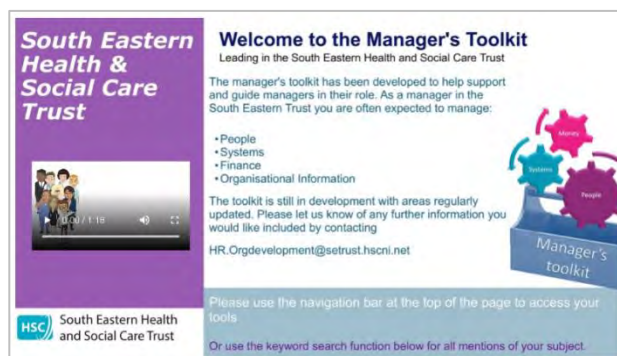 South Eastern
Health &
Social Care
Trust
0:00 / 1:18
HSC
South Eastern Health
and Social Care Trust
Welcome to the Manager's Toolkit
Leading in the South Eastern Health and Social Care Trust
The manager's toolkit has been developed to help support
and guide managers in their role. As a manager in the
South Eastern Trust you are often expected to manage:
•People
•Systems
•Finance
•Organisational Information
The toolkit is still in development with areas regularly
updated. Please let us know of any further information you
would like included by contacting
HR.Orgdevelopment@setrust.hscni.net
Money
Systems
People
Manager's
toolkit
Please use the navigation bar at the top of the page to access your
tools
Or use the keyword search function below for all mentions of your subject.